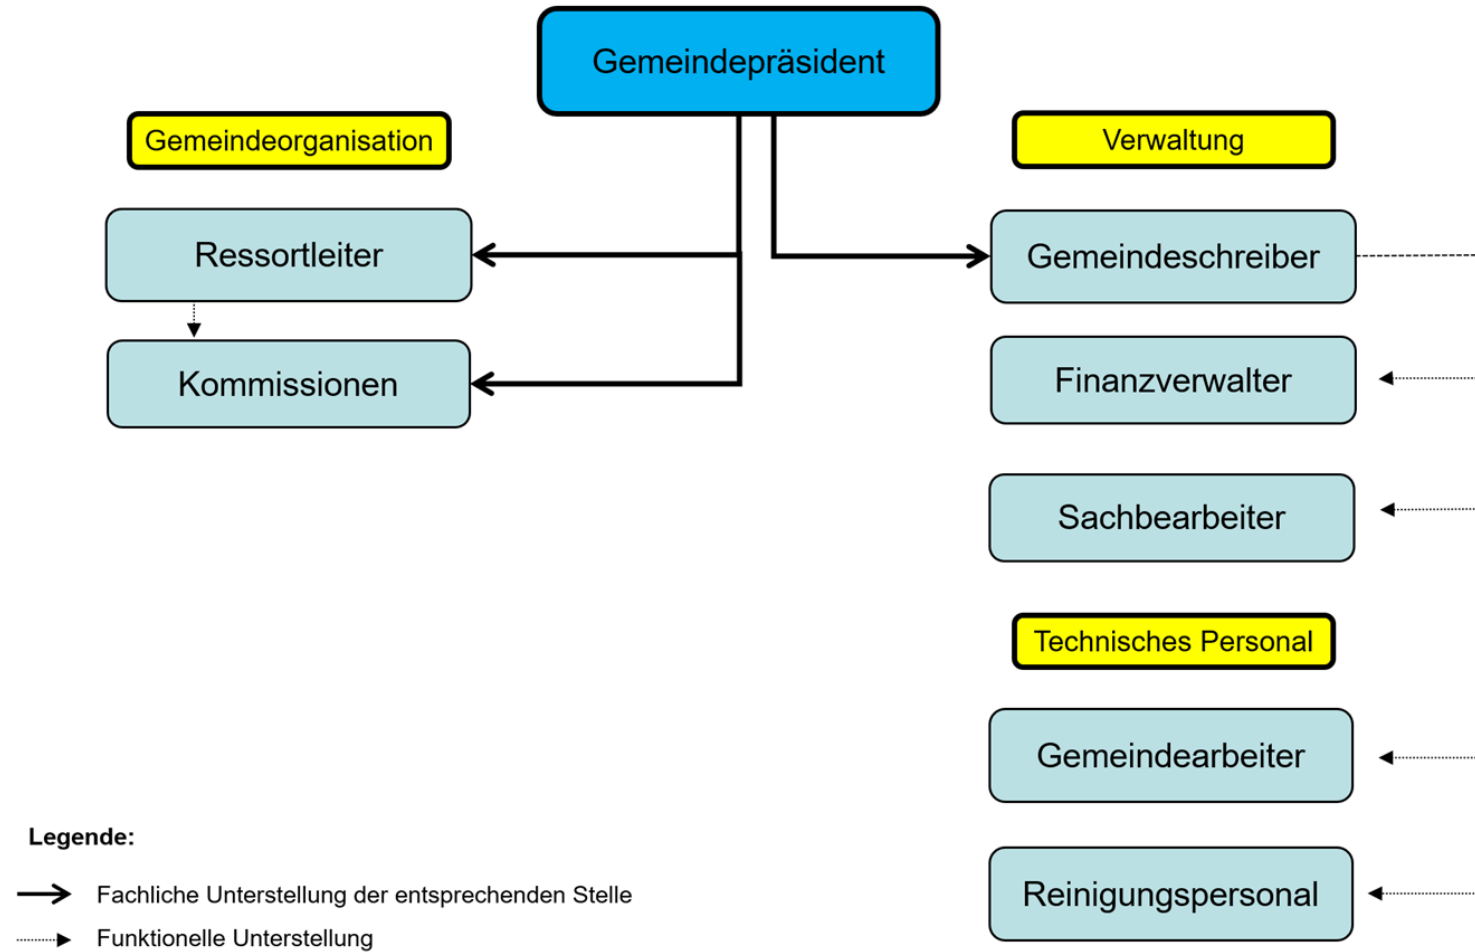 Gemeindepräsident
Gemeindeorganisation
Ressortleiter
Kommissionen
Verwaltung
Gemeindeschreiber
Finanzverwalter
Sachbearbeiter
Technisches Personal
Gemeindearbeiter
Reinigungspersonal
Legende:
Fachliche Unterstellung der entsprechenden Stelle
Funktionelle Unterstellung